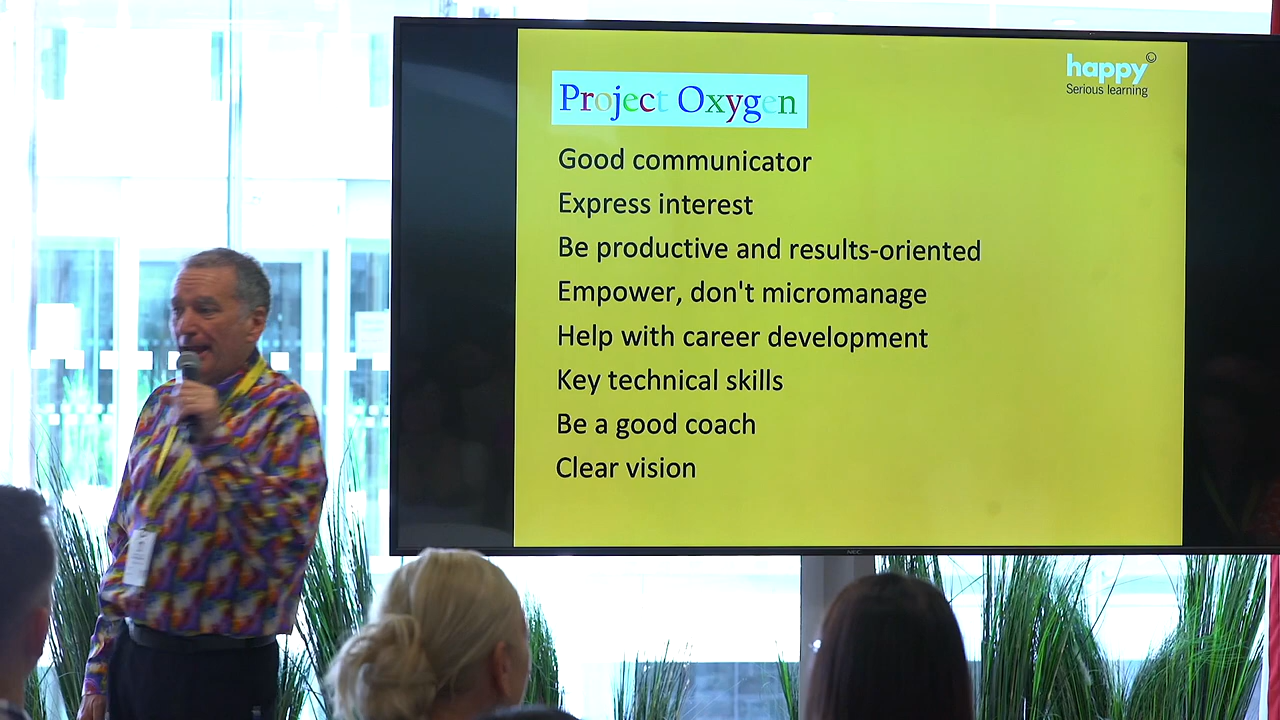 happy©
Serious learning
Project Oxygen
Good communicator
Express interest
Be productive and results-oriented
Empower, don't micromanage
Help with career development
Key technical skills
Be a good coach
Clear vision
NEC